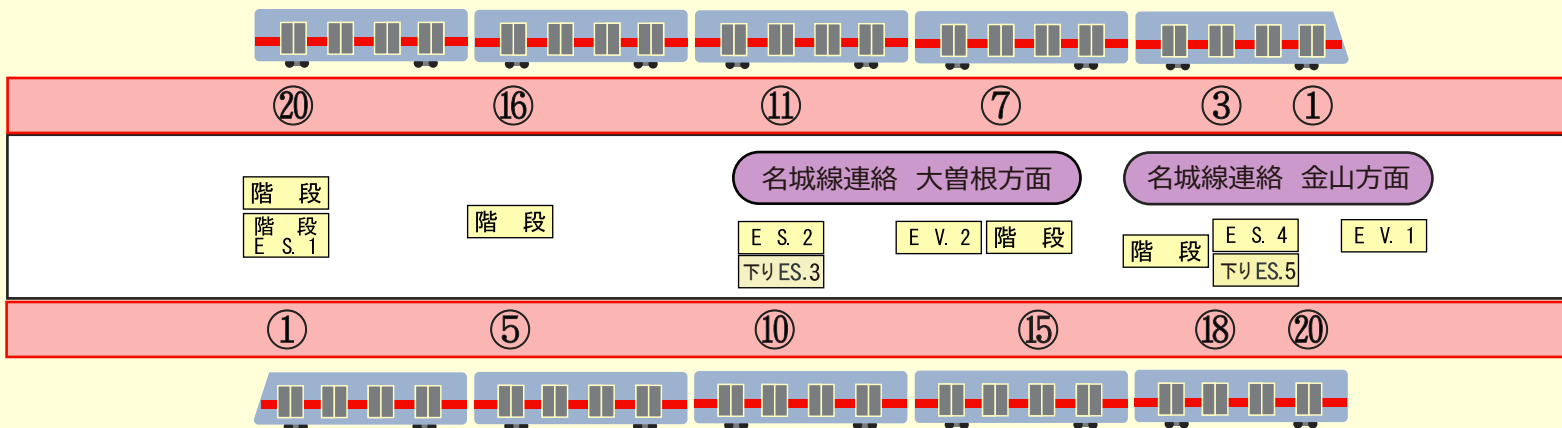 ⑳ ⑯ ⑪ ⑦ ③ ①
名城線連絡 大曽根方面
名城線連絡 金山方面
階 段
階 段
E S. 1
階 段
E S. 2
下りES.3
E V. 2
階 段
階 段
E S. 4
下りES.5
E V. 1
① ⑤ ⑩ ⑮ ⑱ ⑳